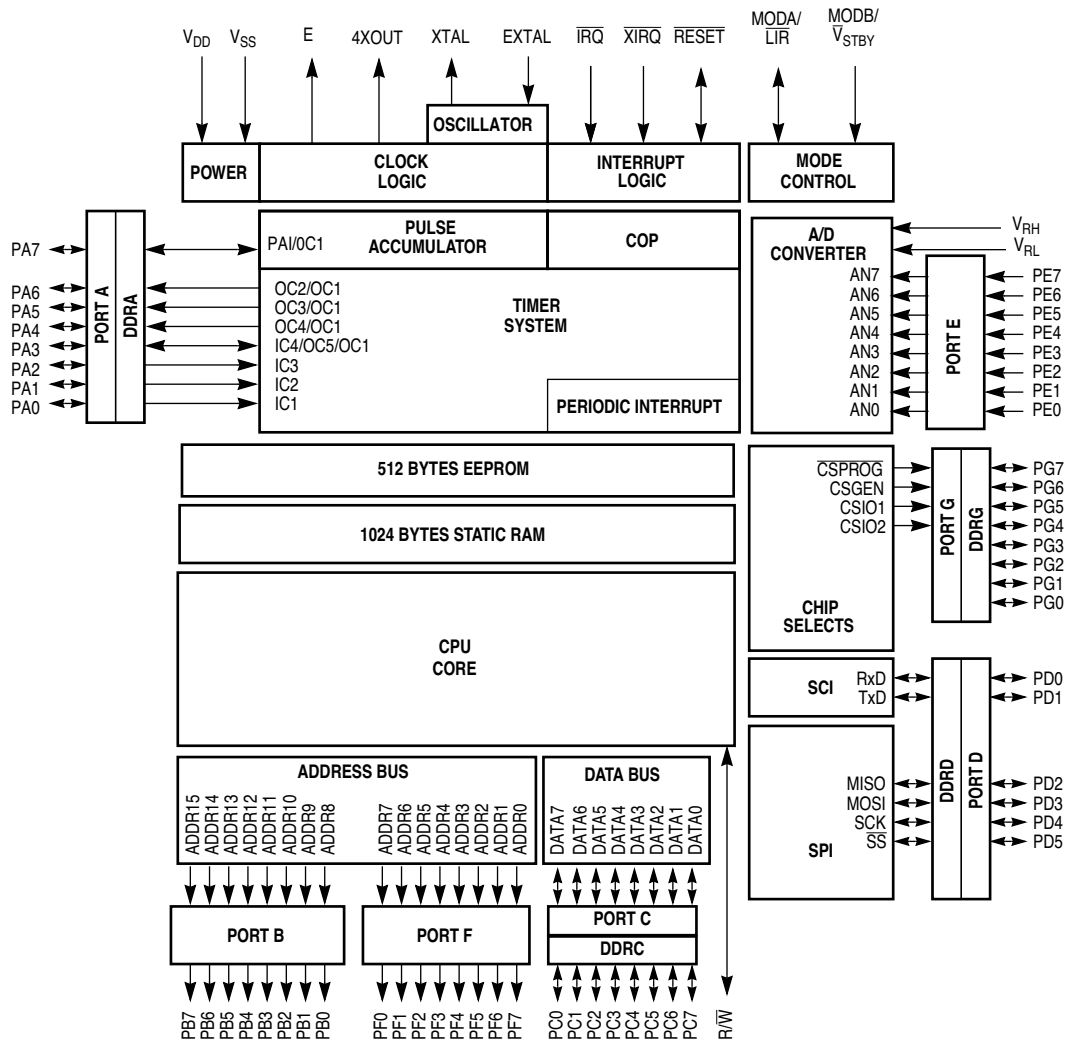 VDD VSS E 4XOUT XTAL EXTAL IRQ XIRQ RESET MODA/ MODB/
LIR VSTBY
OSCILLATOR
POWER
CLOCK
LOGIC
INTERRUPT
LOGIC
MODE
CONTROL
PA7
PA6
PA5
PA4
PA3
PA2
PA1
PA0
PORT A
DDRA
PAI/0C1
PULSE
ACCUMULATOR
COP
OC2/OC1
OC3/OC1
OC4/OC1
IC4/OC5/OC1
IC3
IC2
IC1
TIMER
SYSTEM
PERIODIC INTERRUPT
A/D
CONVERTER
VRH
VRL
AN7
AN6
AN5
AN4
AN3
AN2
AN1
AN0
PORT E
PE7
PE6
PE5
PE4
PE3
PE2
PE1
PE0
512 BYTES EEPROM
1024 BYTES STATIC RAM
CPU
CORE
CSPROG
CSGEN
CSIO1
CSIO2
CHIP
SELECTS
PORT G
DDRG
PG7
PG6
PG5
PG4
PG3
PG2
PG1
PG0
SCI
RxD
TxD
SPI
MISO
MOSI
SCK
SS
DDRD
PORT D
PD0
PD1
PD2
PD3
PD4
PD5
ADDRESS BUS
ADDR15
ADDR14
ADDR13
ADDR12
ADDR11
ADDR10
ADDR9
ADDR8
ADDR7
ADDR6
ADDR5
ADDR4
ADDR3
ADDR2
ADDR1
ADDR0
DATA BUS
DATA7
DATA6
DATA5
DATA4
DATA3
DATA2
DATA1
DATA0
PORT B
PORT F
PORT C
DDRC
PB7
PB6
PB5
PB4
PB3
PB2
PB1
PB0
PF0
PF1
PF2
PF3
PF4
PF5
PF6
PF7
PC0
PC1
PC2
PC3
PC4
PC5
PC6
PC7
R/W